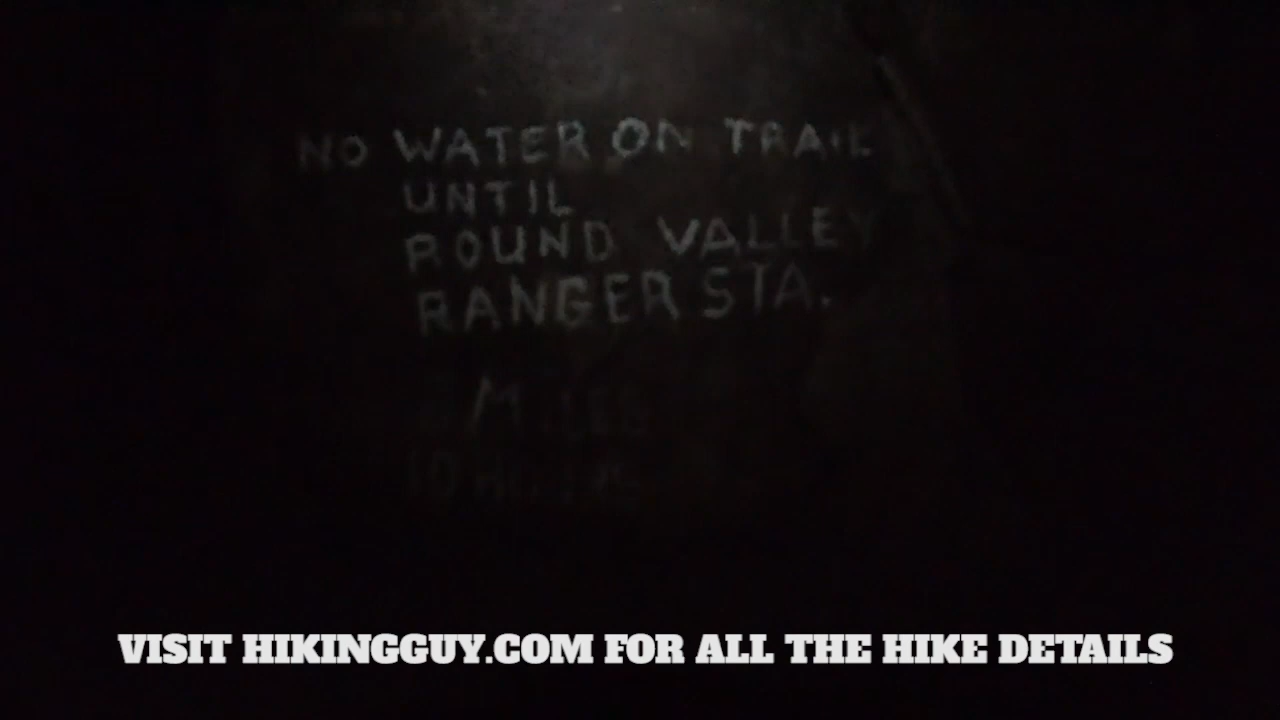 NO WATER ON TRAIL
UNTIL
ROUND VALLEY
RANGER STA.
VISIT HIKINGGUY.COM FOR ALL THE HIKE DETAILS